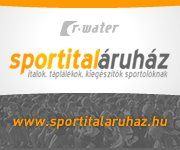 r-water
sportitaláruház
italok, táplálékok, kiegészítők sportolóknak
www.sportitalaruhaz.hu